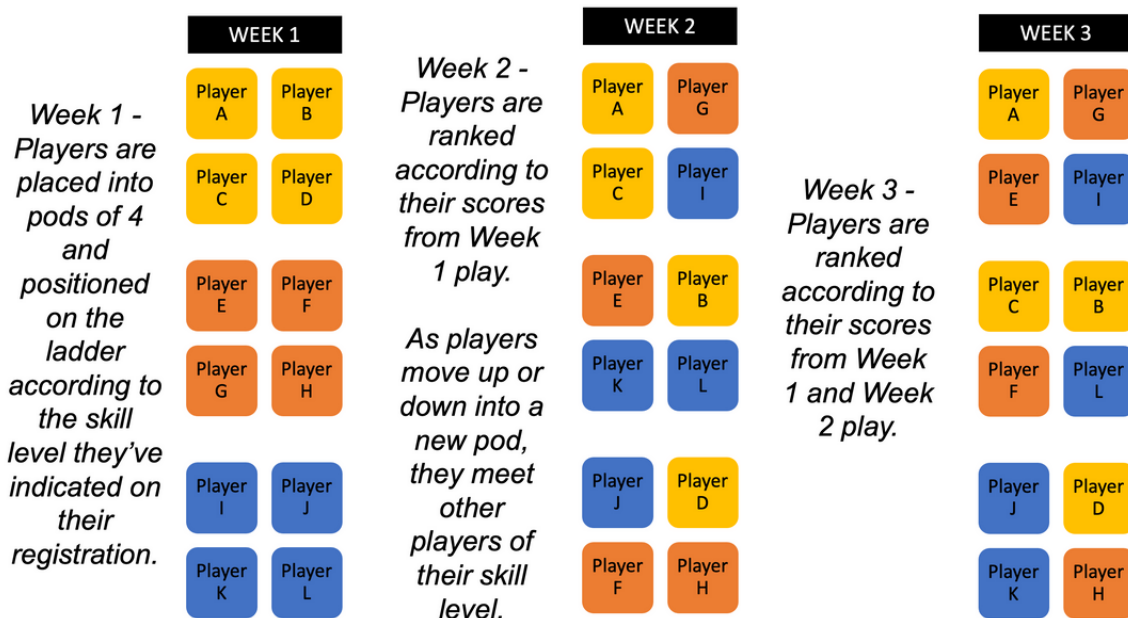 WEEK 1
Week 1 -
Players are
placed into
pods of 4
and
positioned
on the
ladder
according to
the skill
level they’ve
indicated on
their
registration.
Player
A
Player
B
Player
C
Player
D
Player
E
Player
F
Player
G
Player
H
Player
I
Player
J
Player
K
Player
L
WEEK 2
Week 2 -
Players are
ranked
according to
their scores
from Week
1 play.
As players
move up or
down into a
new pod,
they meet
other
players of
their skill
level.
Player
A
Player
G
Player
C
Player
I
Player
E
Player
B
Player
K
Player
L
Player
J
Player
D
Player
F
Player
H
WEEK 3
Week 3 -
Players are
ranked
according to
their scores
from Week
1 and Week
2 play.
Player
A
Player
G
Player
E
Player
I
Player
C
Player
B
Player
F
Player
L
Player
J
Player
D
Player
K
Player
H